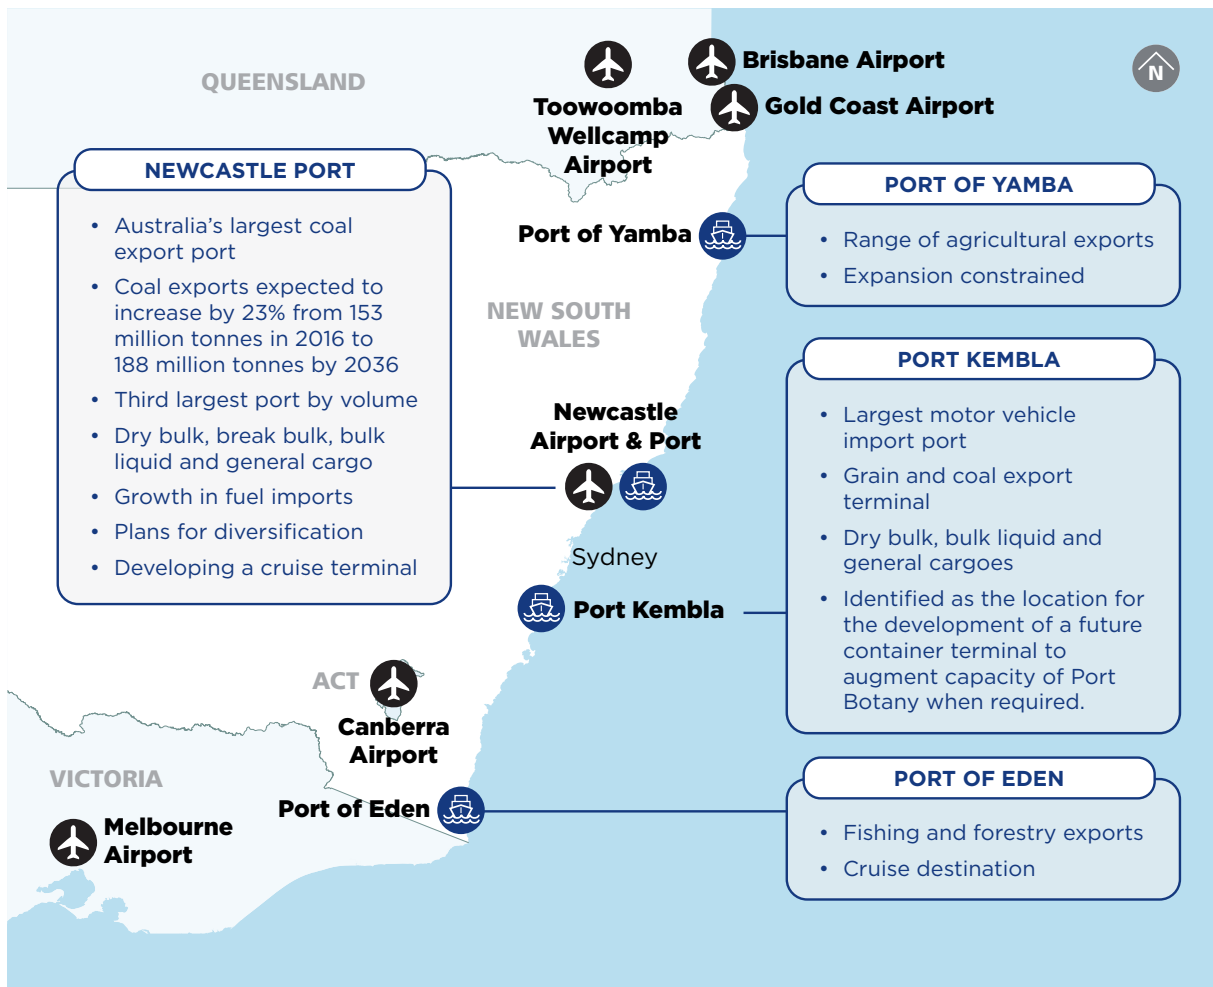 QUEENSLAND
Toowoomba
Wellcamp
Airport
Brisbane Airport
Gold Coast Airport
N
NEWCASTLE PORT
• Australia’s largest coal
export port
• Coal exports expected to
increase by 23% from 153
million tonnes in 2016 to
188 million tonnes by 2036
• Third largest port by volume
• Dry bulk, break bulk, bulk
liquid and general cargo
• Growth in fuel imports
• Plans for diversification
• Developing a cruise terminal
Port of Yamba
PORT OF YAMBA
• Range of agricultural exports
• Expansion constrained
NEW SOUTH
WALES
Newcastle
Airport & Port
Sydney
Port Kembla
PORT KEMBLA
• Largest motor vehicle
import port
• Grain and coal export
terminal
• Dry bulk, bulk liquid and
general cargoes
• Identified as the location for
the development of a future
container terminal to
augment capacity of Port
Botany when required.
ACT
Canberra
Airport
VICTORIA
Melbourne
Airport
Port of Eden
PORT OF EDEN
• Fishing and forestry exports
• Cruise destination